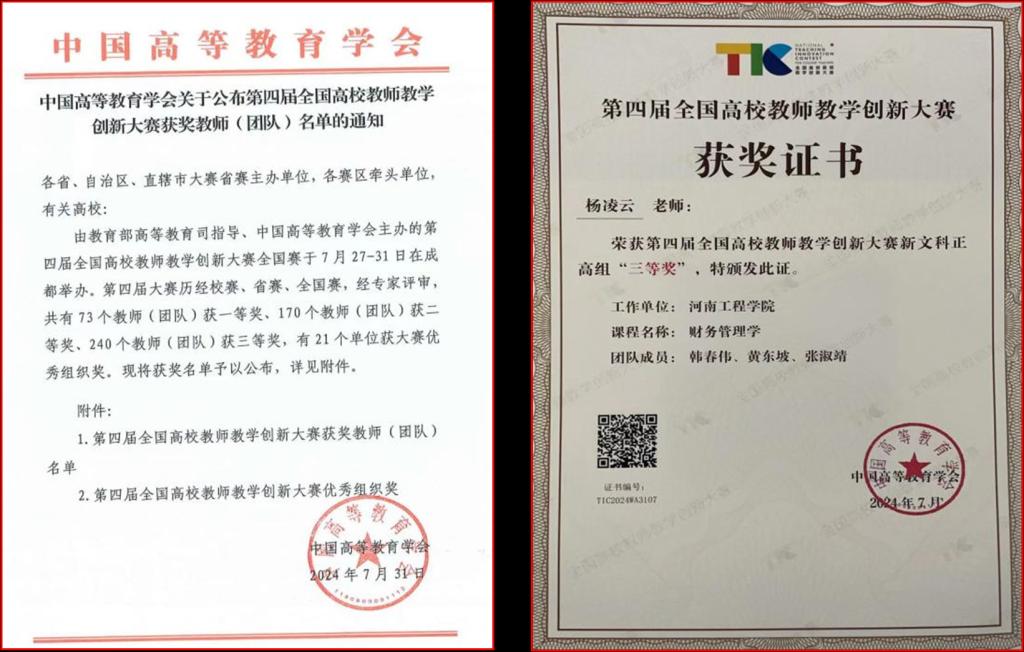 中国高等教育学会
中国高等教育学会关于公布第四届全国高校教师教学
创新大赛获奖教师（团队）名单的通知
各省、自治区、直辖市大赛省赛主办单位，各赛区牵头单位，
有关高校：
由教育部高等教育司指导、中国高等教育学会主办的第
四届全国高校教师教学创新大赛全国赛于7月27-31日在成
都举办。第四届大赛历经校赛、省赛、全国赛，经专家评审，
共有73个教师（团队）获一等奖、170个教师（团队）获二
等奖、240个教师（团队）获三等奖，有21个单位获大赛优
秀组织奖。现将获奖名单予以公布，详见附件。
附件：
1.第四届全国高校教师教学创新大赛获奖教师（团队）
名单
2.第四届全国高校教师教学创新大赛优秀组织奖
中国高等教育学会
2024年7月31日
TIC
NATIONAL
TEACHING
INNOVATION
CONTEST
全国高校教师
教学创新大赛
第四届全国高校教师教学创新大赛
获奖证书
杨凌云 老师：
荣获第四届全国高校教师教学创新大赛新文科正
高组“三等奖”，特颁发此证。
工作单位： 河南工程学院
课程名称： 财务管理学
团队成员： 韩春伟、黄东坡、张淑靖
证书编号：
TIC2024WA3107
中国高等教育学会
2024年7月